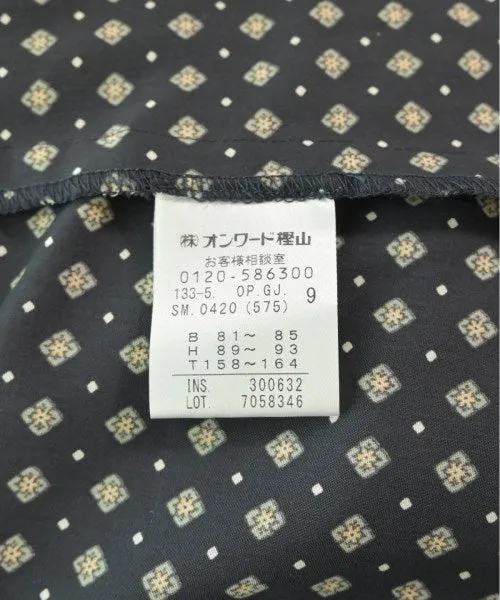 ㈱オンワード樫山
お客様相談室
0120-586300
133-5. OP.GJ. 9
SM.0420 (575)
B 81〜 85
H 89〜 93
T158〜164
INS. 300632
LOT. 7058346